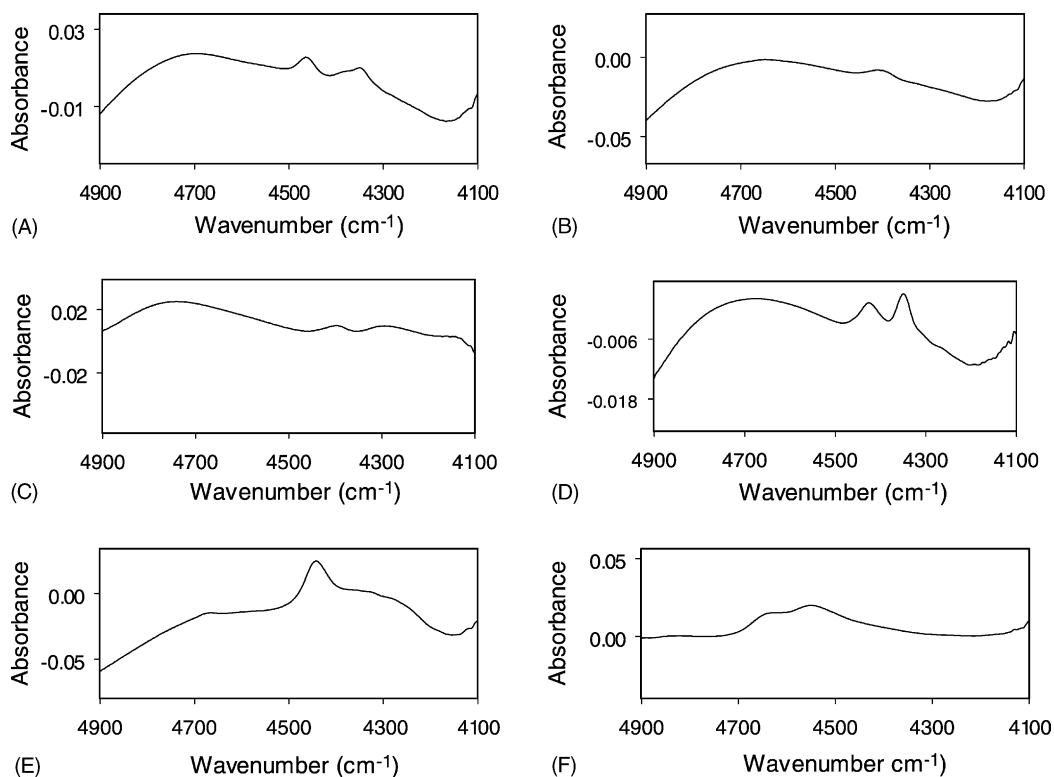 Absorbance
0.03
-0.01
4900 4700 4500 4300 4100
Wavenumber (cm-1)
(A)
Absorbance
0.00
-0.05
4900 4700 4500 4300 4100
Wavenumber (cm-1)
(B)
Absorbance
0.02
-0.02
4900 4700 4500 4300 4100
Wavenumber (cm-1)
(C)
Absorbance
-0.006
-0.018
4900 4700 4500 4300 4100
Wavenumber (cm-1)
(D)
Absorbance
0.00
-0.05
4900 4700 4500 4300 4100
Wavenumber (cm-1)
(E)
Absorbance
0.05
0.00
4900 4700 4500 4300 4100
Wavenumber cm-1)
(F)